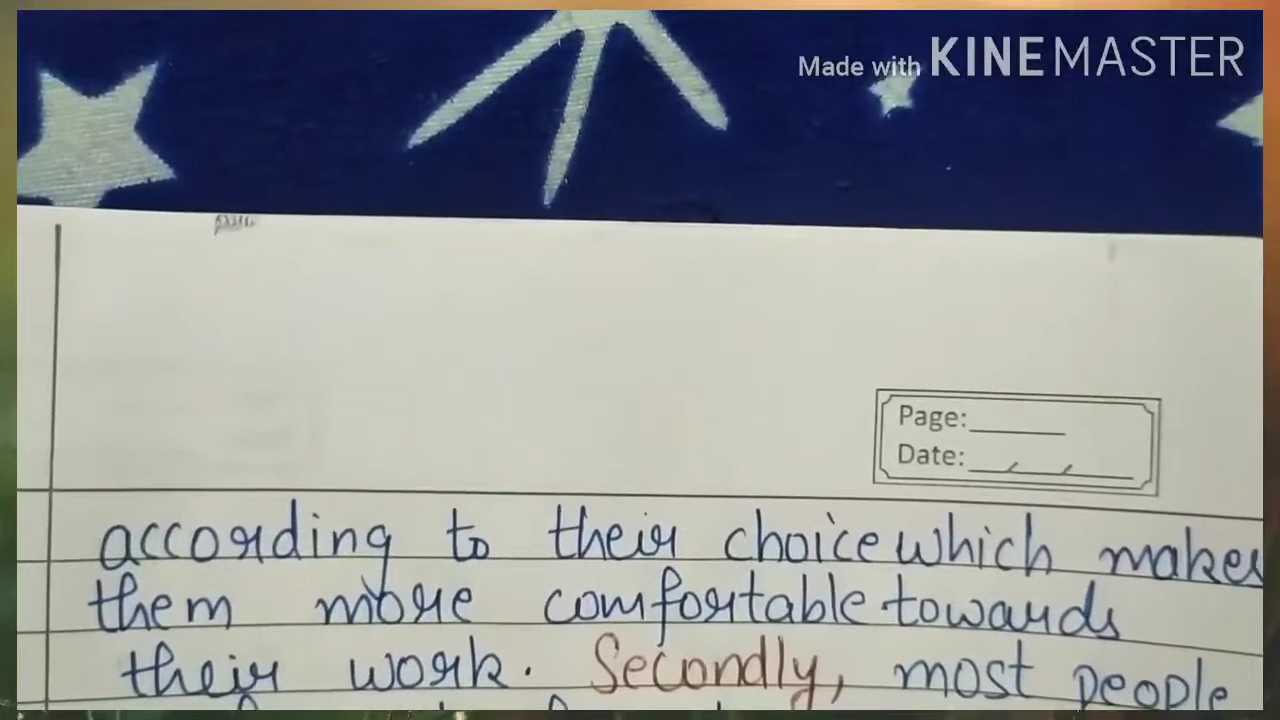 Made with KINEMASTER
Page:
Date:
according to their choice which makes
them more comfortable towards
their work. Secondly, most people